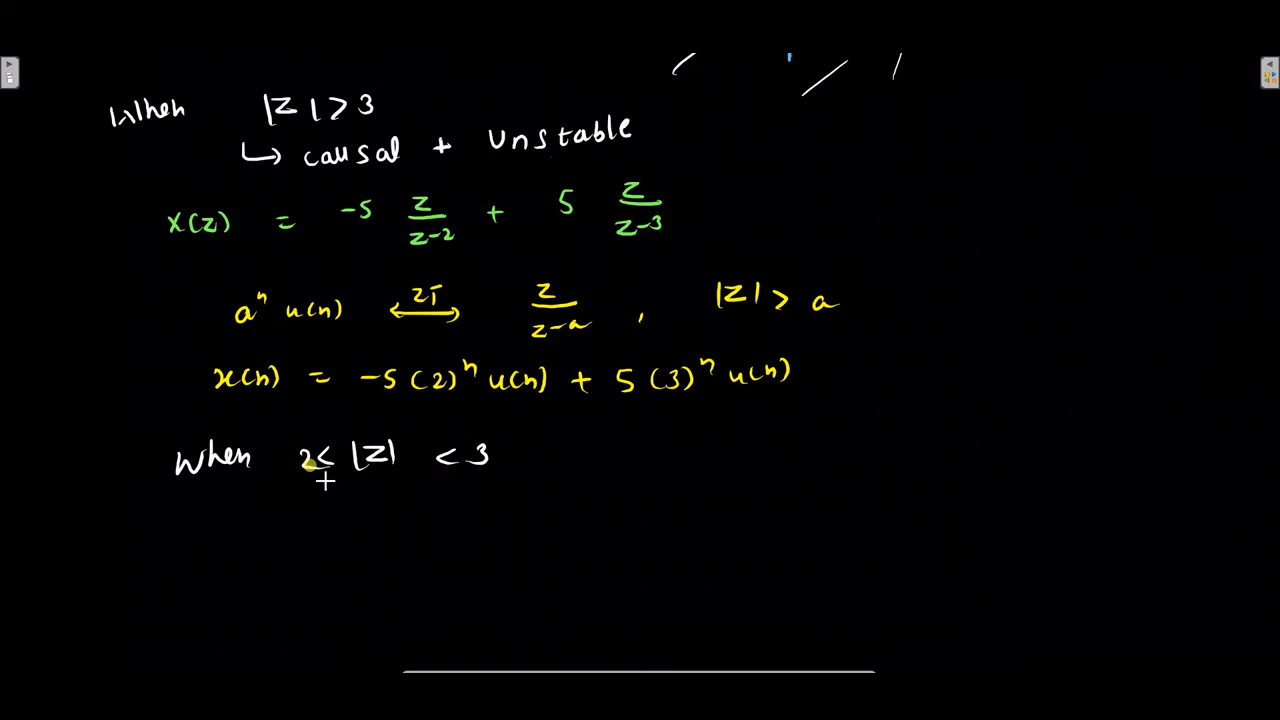 When |Z|>3
↳ causal + unstable
X(z) = -5 z/(z-2) + 5 z/(z-3)
aⁿ u(n) ⟷ ZT z/(z-a) , |Z| > a
x(n) = -5(2)ⁿ u(n) + 5(3)ⁿ u(n)
When 2< |Z| < 3